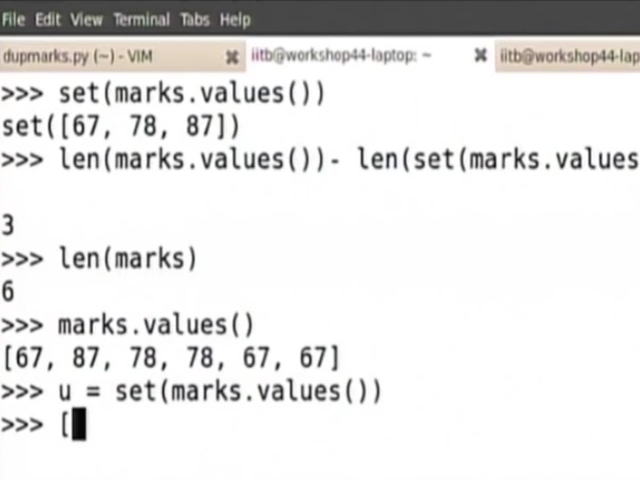 File Edit View Terminal Tabs Help
dupmarks.py (~) - VIM iitb@workshop44-laptop: ~ iitb@workshop44-lap
>>> set(marks.values())
set([67, 78, 87])
>>> len(marks.values())- len(set(marks.values
3
>>> len(marks)
6
>>> marks.values()
[67, 87, 78, 78, 67, 67]
>>> u = set(marks.values())
>>> [